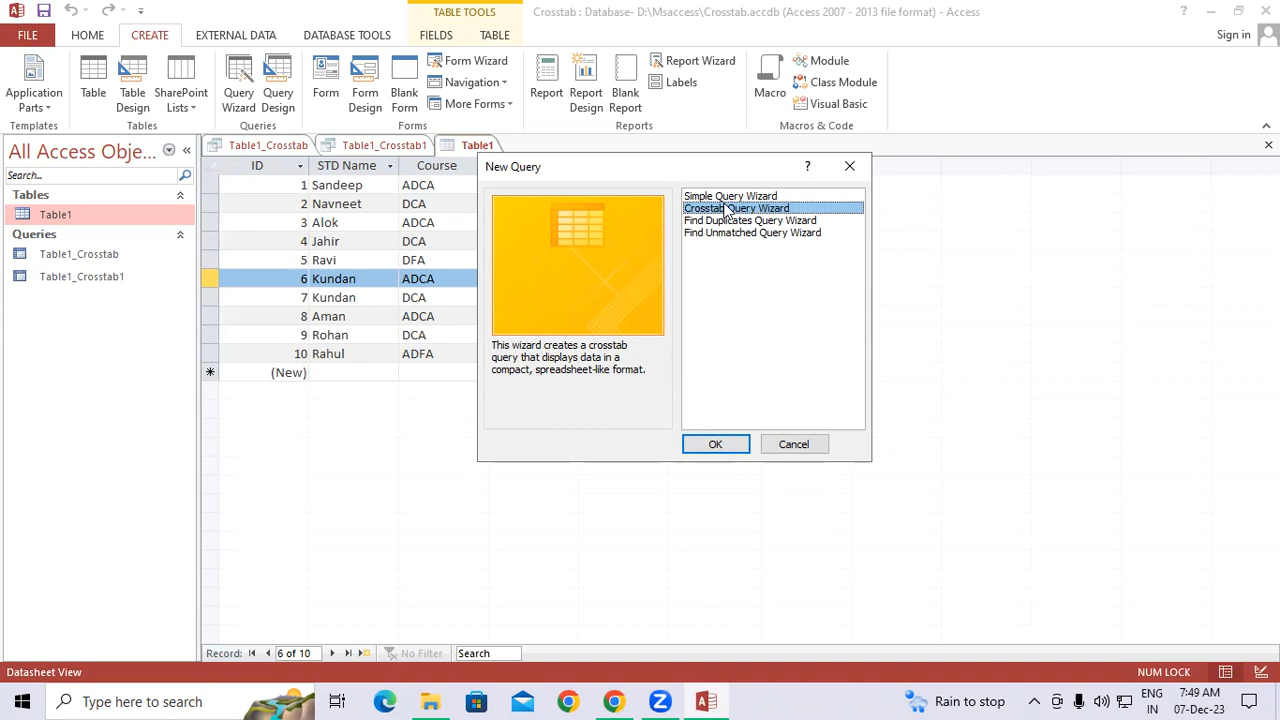 Crosstab : Database- D:\Msaccess\Crosstab.accdb (Access 2007 - 2013 file format) - Access
TABLE TOOLS
FILE HOME CREATE EXTERNAL DATA DATABASE TOOLS FIELDS TABLE
Sign in
Application Parts
Templates
Table
Table Design
SharePoint Lists
Tables
Query Wizard
Query Design
Queries
Form
Form Design
Blank Form
Form Wizard
Navigation
More Forms
Forms
Report
Report Design
Blank Report
Report Wizard
Labels
Reports
Macro
Module
Class Module
Visual Basic
Macros & Code
All Access Obje...
Search...
Tables
Table1
Queries
Table1_Crosstab
Table1_Crosstab1
Table1_Crosstab Table1_Crosstab1 Table1
ID STD Name Course
1 Sandeep ADCA
2 Navneet DCA
3 Alok ADCA
4 Jahir DCA
5 Ravi DFA
6 Kundan ADCA
7 Kundan DCA
8 Aman ADCA
9 Rohan DCA
10 Rahul ADFA
(New)
New Query
?
Simple Query Wizard
Crosstab Query Wizard
Find Duplicates Query Wizard
Find Unmatched Query Wizard
This wizard creates a crosstab
query that displays data in a
compact, spreadsheet-like format.
OK Cancel
Record: 6 of 10 No Filter Search
Datasheet View NUM LOCK
Type here to search
Rain to stop
ENG
IN
7:49 AM
07-Dec-23